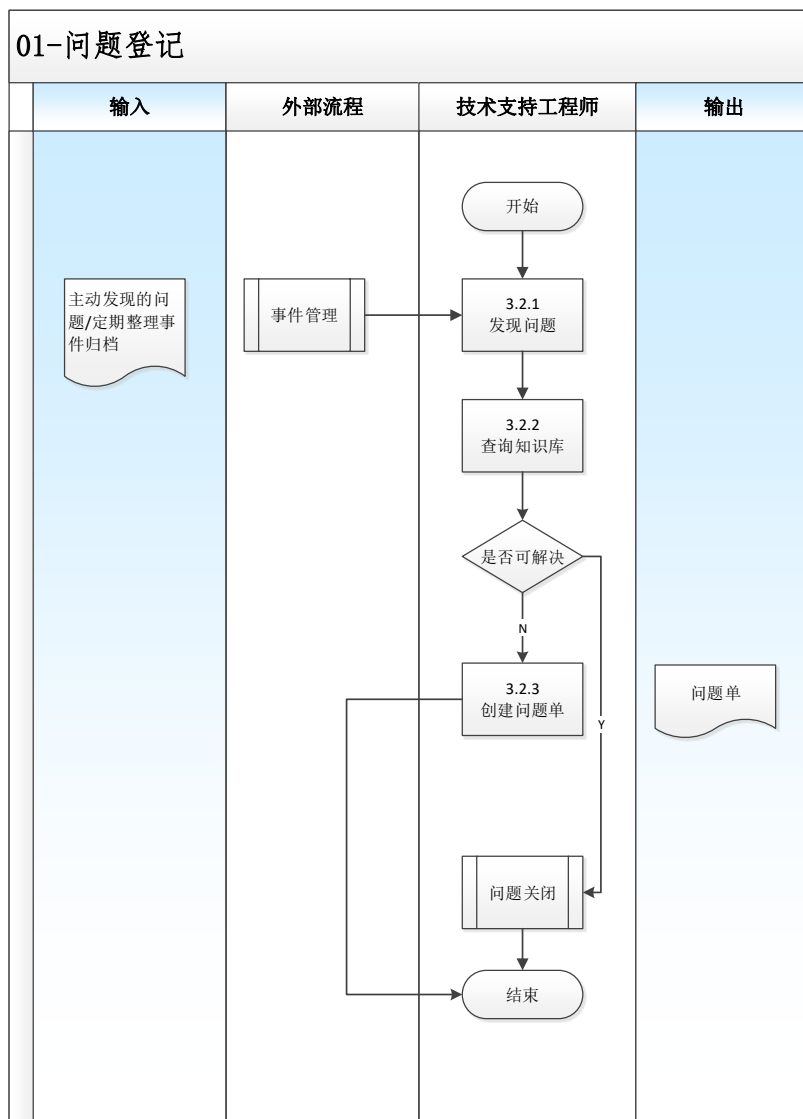 01-问题登记
输入
外部流程
技术支持工程师
输出
开始
主动发现的问
题/定期整理事
件归档
事件管理
3.2.1
发现问题
3.2.2
查询知识库
是否可解决
N
3.2.3
创建问题单
问题单
Y
问题关闭
结束